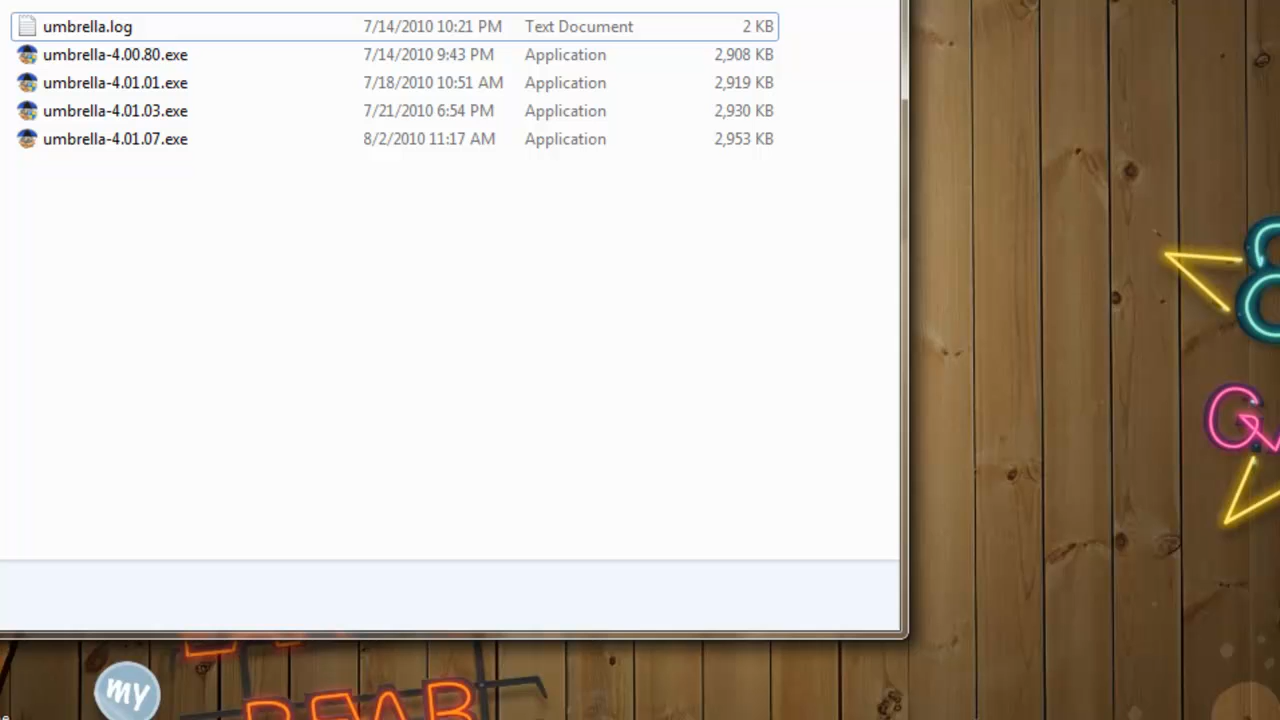 umbrella.log 7/14/2010 10:21 PM Text Document 2 KB
umbrella-4.00.80.exe 7/14/2010 9:43 PM Application 2,908 KB
umbrella-4.01.01.exe 7/18/2010 10:51 AM Application 2,919 KB
umbrella-4.01.03.exe 7/21/2010 6:54 PM Application 2,930 KB
umbrella-4.01.07.exe 8/2/2010 11:17 AM Application 2,953 KB
8
my
BEAR